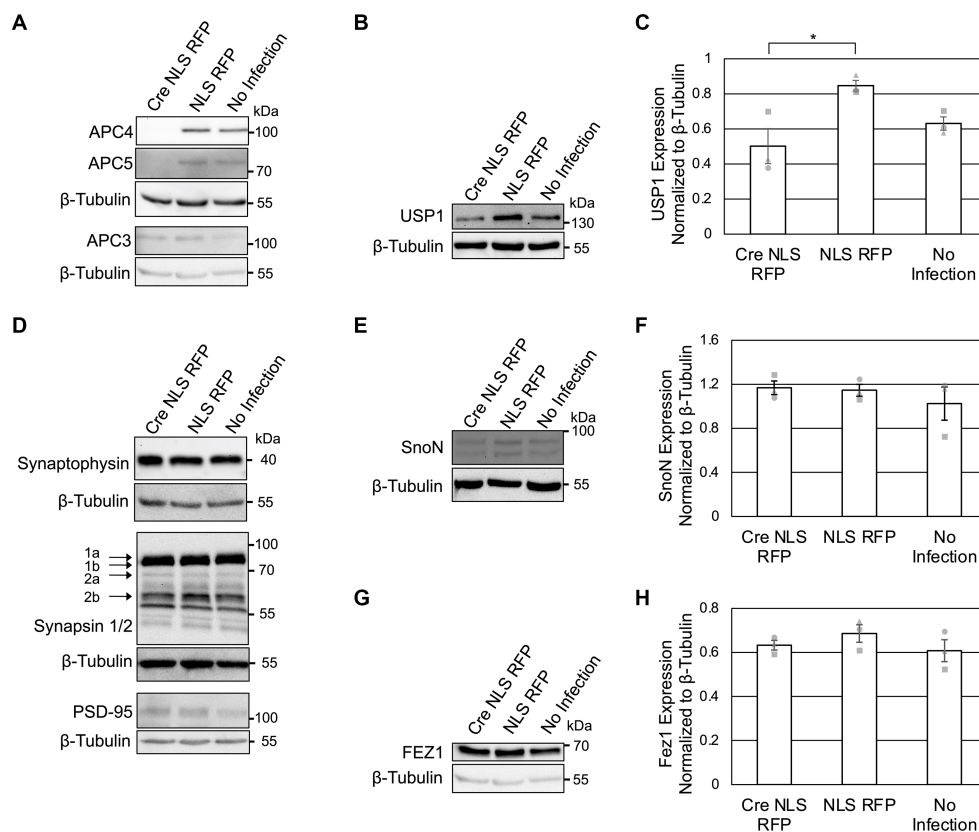 A
Cre NLS RFP
NLS RFP
No Infection
kDa
APC4
100
APC5
70
β-Tubulin
55
APC3
100
β-Tubulin
55
B
Cre NLS RFP
NLS RFP
No Infection
kDa
USP1
130
β-Tubulin
55
C
*
USP1 Expression
Normalized to β-Tubulin
1
0.8
0.6
0.4
0.2
0
Cre NLS
RFP
NLS RFP
No
Infection
D
Cre NLS RFP
NLS RFP
No Infection
kDa
Synaptophysin
40
β-Tubulin
55
1a
1b
2a
2b
100
70
55
Synapsin 1/2
β-Tubulin
55
PSD-95
100
β-Tubulin
55
E
Cre NLS RFP
NLS RFP
No Infection
100
SnoN
β-Tubulin
55
F
SnoN Expression
Normalized to β-Tubulin
1.6
1.2
0.8
0.4
0
Cre NLS
RFP
NLS RFP
No
Infection
G
Cre NLS RFP
NLS RFP
No Infection
kDa
FEZ1
70
β-Tubulin
55
H
Fez1 Expression
Normalized to β-Tubulin
0.8
0.6
0.4
0.2
0
Cre NLS
RFP
NLS RFP
No
Infection